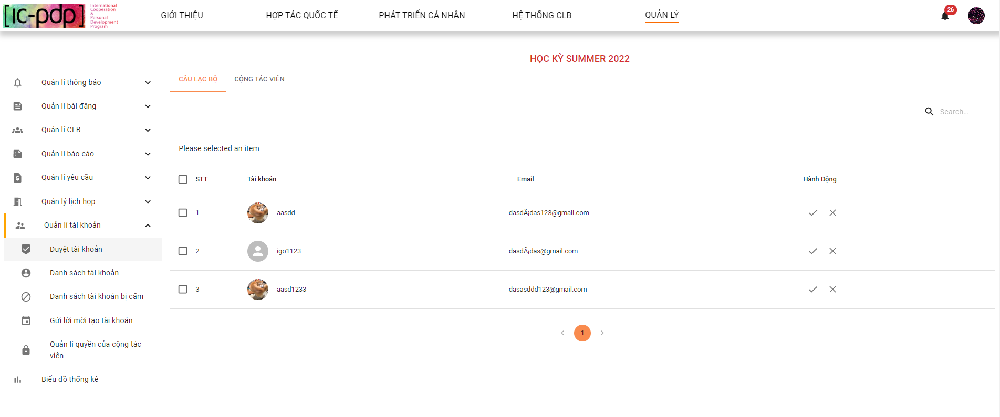 [ic-pdp]
International
Cooperation
&
Personal
Development
Program
GIỚI THIỆU
HỢP TÁC QUỐC TẾ
PHÁT TRIỂN CÁ NHÂN
HỆ THỐNG CLB
QUẢN LÝ
26
HỌC KỲ SUMMER 2022
Quản lí thông báo
Quản lí bài đăng
Quản lí CLB
Quản lí báo cáo
Quản lí yêu cầu
Quản lý lịch họp
Quản lí tài khoản
Duyệt tài khoản
Danh sách tài khoản
Danh sách tài khoản bị cấm
Gửi lời mời tạo tài khoản
Quản lí quyền của cộng tác
viên
Biểu đồ thống kê
CÂU LẠC BỘ CỘNG TÁC VIÊN
Search...
Please selected an item
STT Tài khoản Email Hành Động
1 aasdd dasdÃ¡das123@gmail.com
2 igo1123 dasdÃ¡das@gmail.com
3 aasd1233 dasasddd123@gmail.com
1